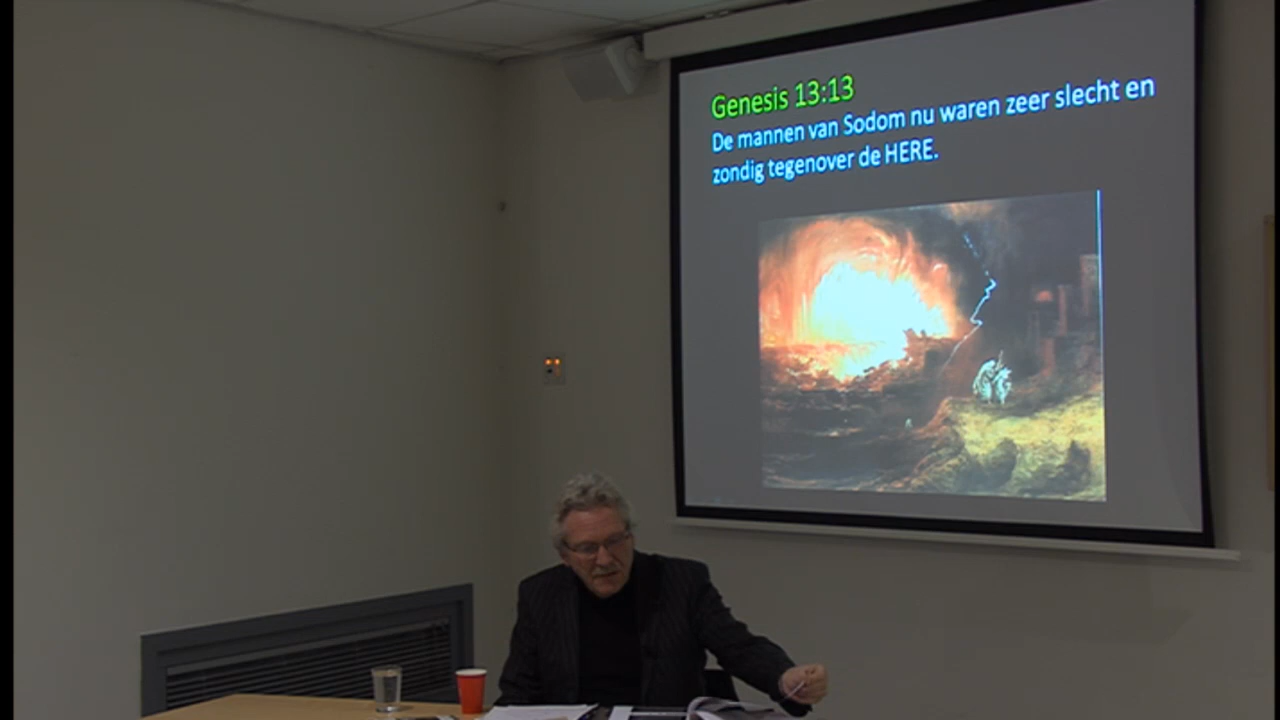 Genesis 13:13
De mannen van Sodom nu waren zeer slecht en
zondig tegenover de HERE.